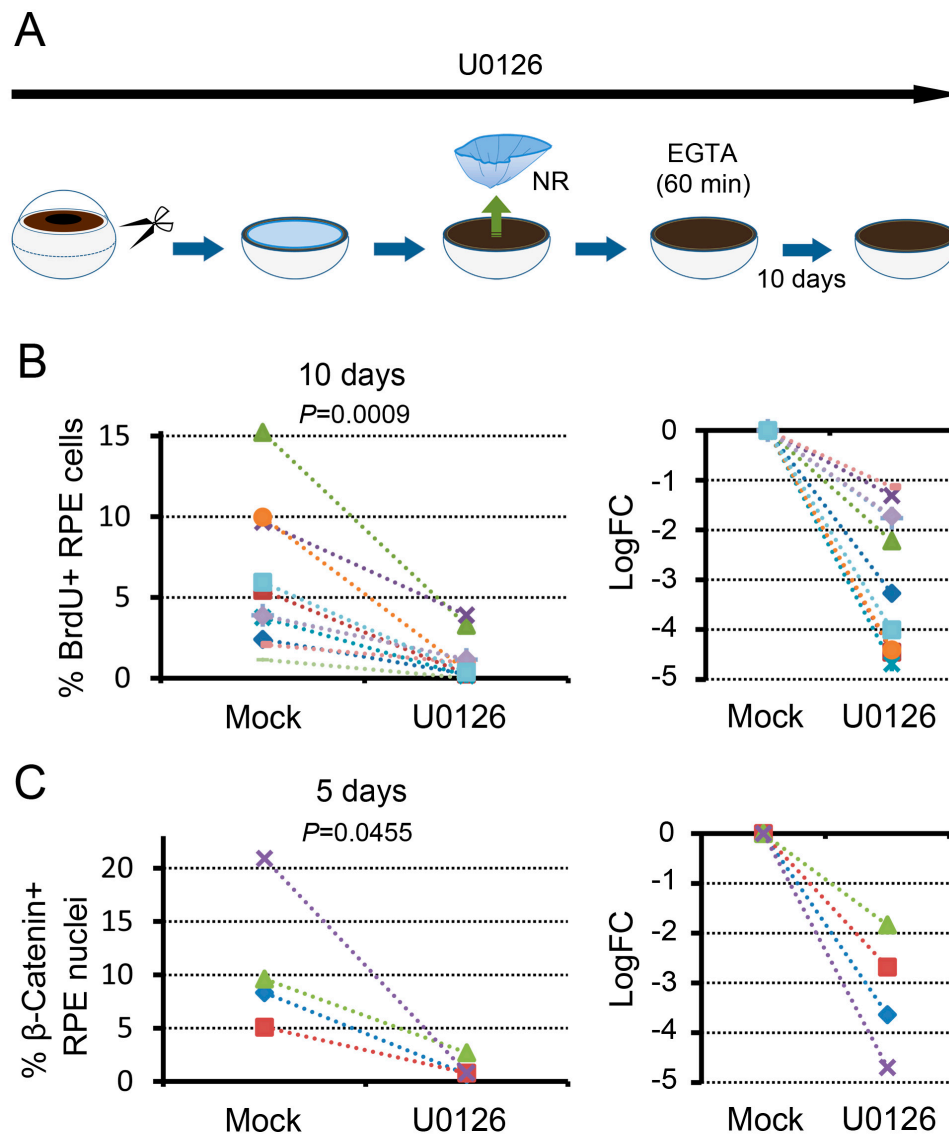 A
U0126
NR
EGTA
(60 min)
10 days
B
10 days
P=0.0009
% BrdU+ RPE cells
15
10
5
0
Mock
U0126
LogFC
0
-1
-2
-3
-4
-5
Mock
U0126
C
5 days
P=0.0455
% β-Catenin+
RPE nuclei
20
15
10
5
0
Mock
U0126
LogFC
0
-1
-2
-3
-4
-5
Mock
U0126